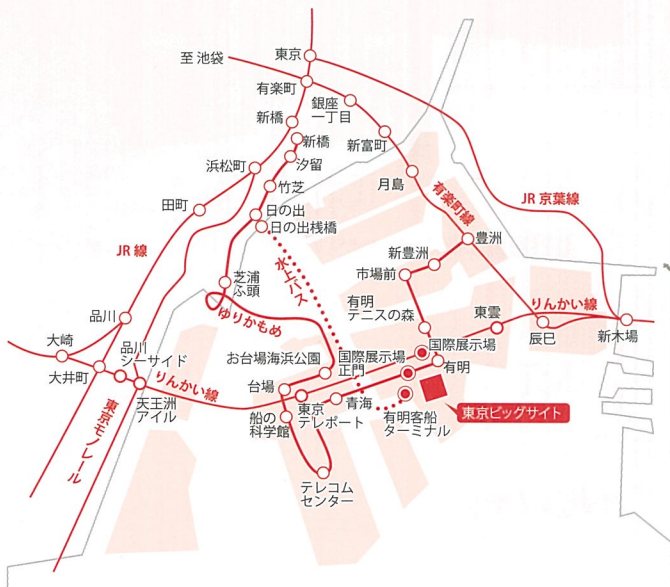 東京
至 池袋
有楽町
銀座
一丁目
新橋
新橋
新富町
汐留
浜松町
竹芝
月島
田町
有楽町線
JR 京葉線
日の出
日の出桟橋
JR 線
豊洲
水上バス
新豊洲
市場前
芝浦
ふ頭
有明
テニスの森
東雲
りんかい線
ゆりかもめ
品川
辰巳
新木場
大崎
品川
シーサイド
お台場海浜公園
国際展示場
正門
国際展示場
有明
大井町
りんかい線
台場
天王洲
アイル
東京
テレポート
青海
東京ビッグサイト
東京モノレール
船の
科学館
有明客船
ターミナル
テレコム
センター